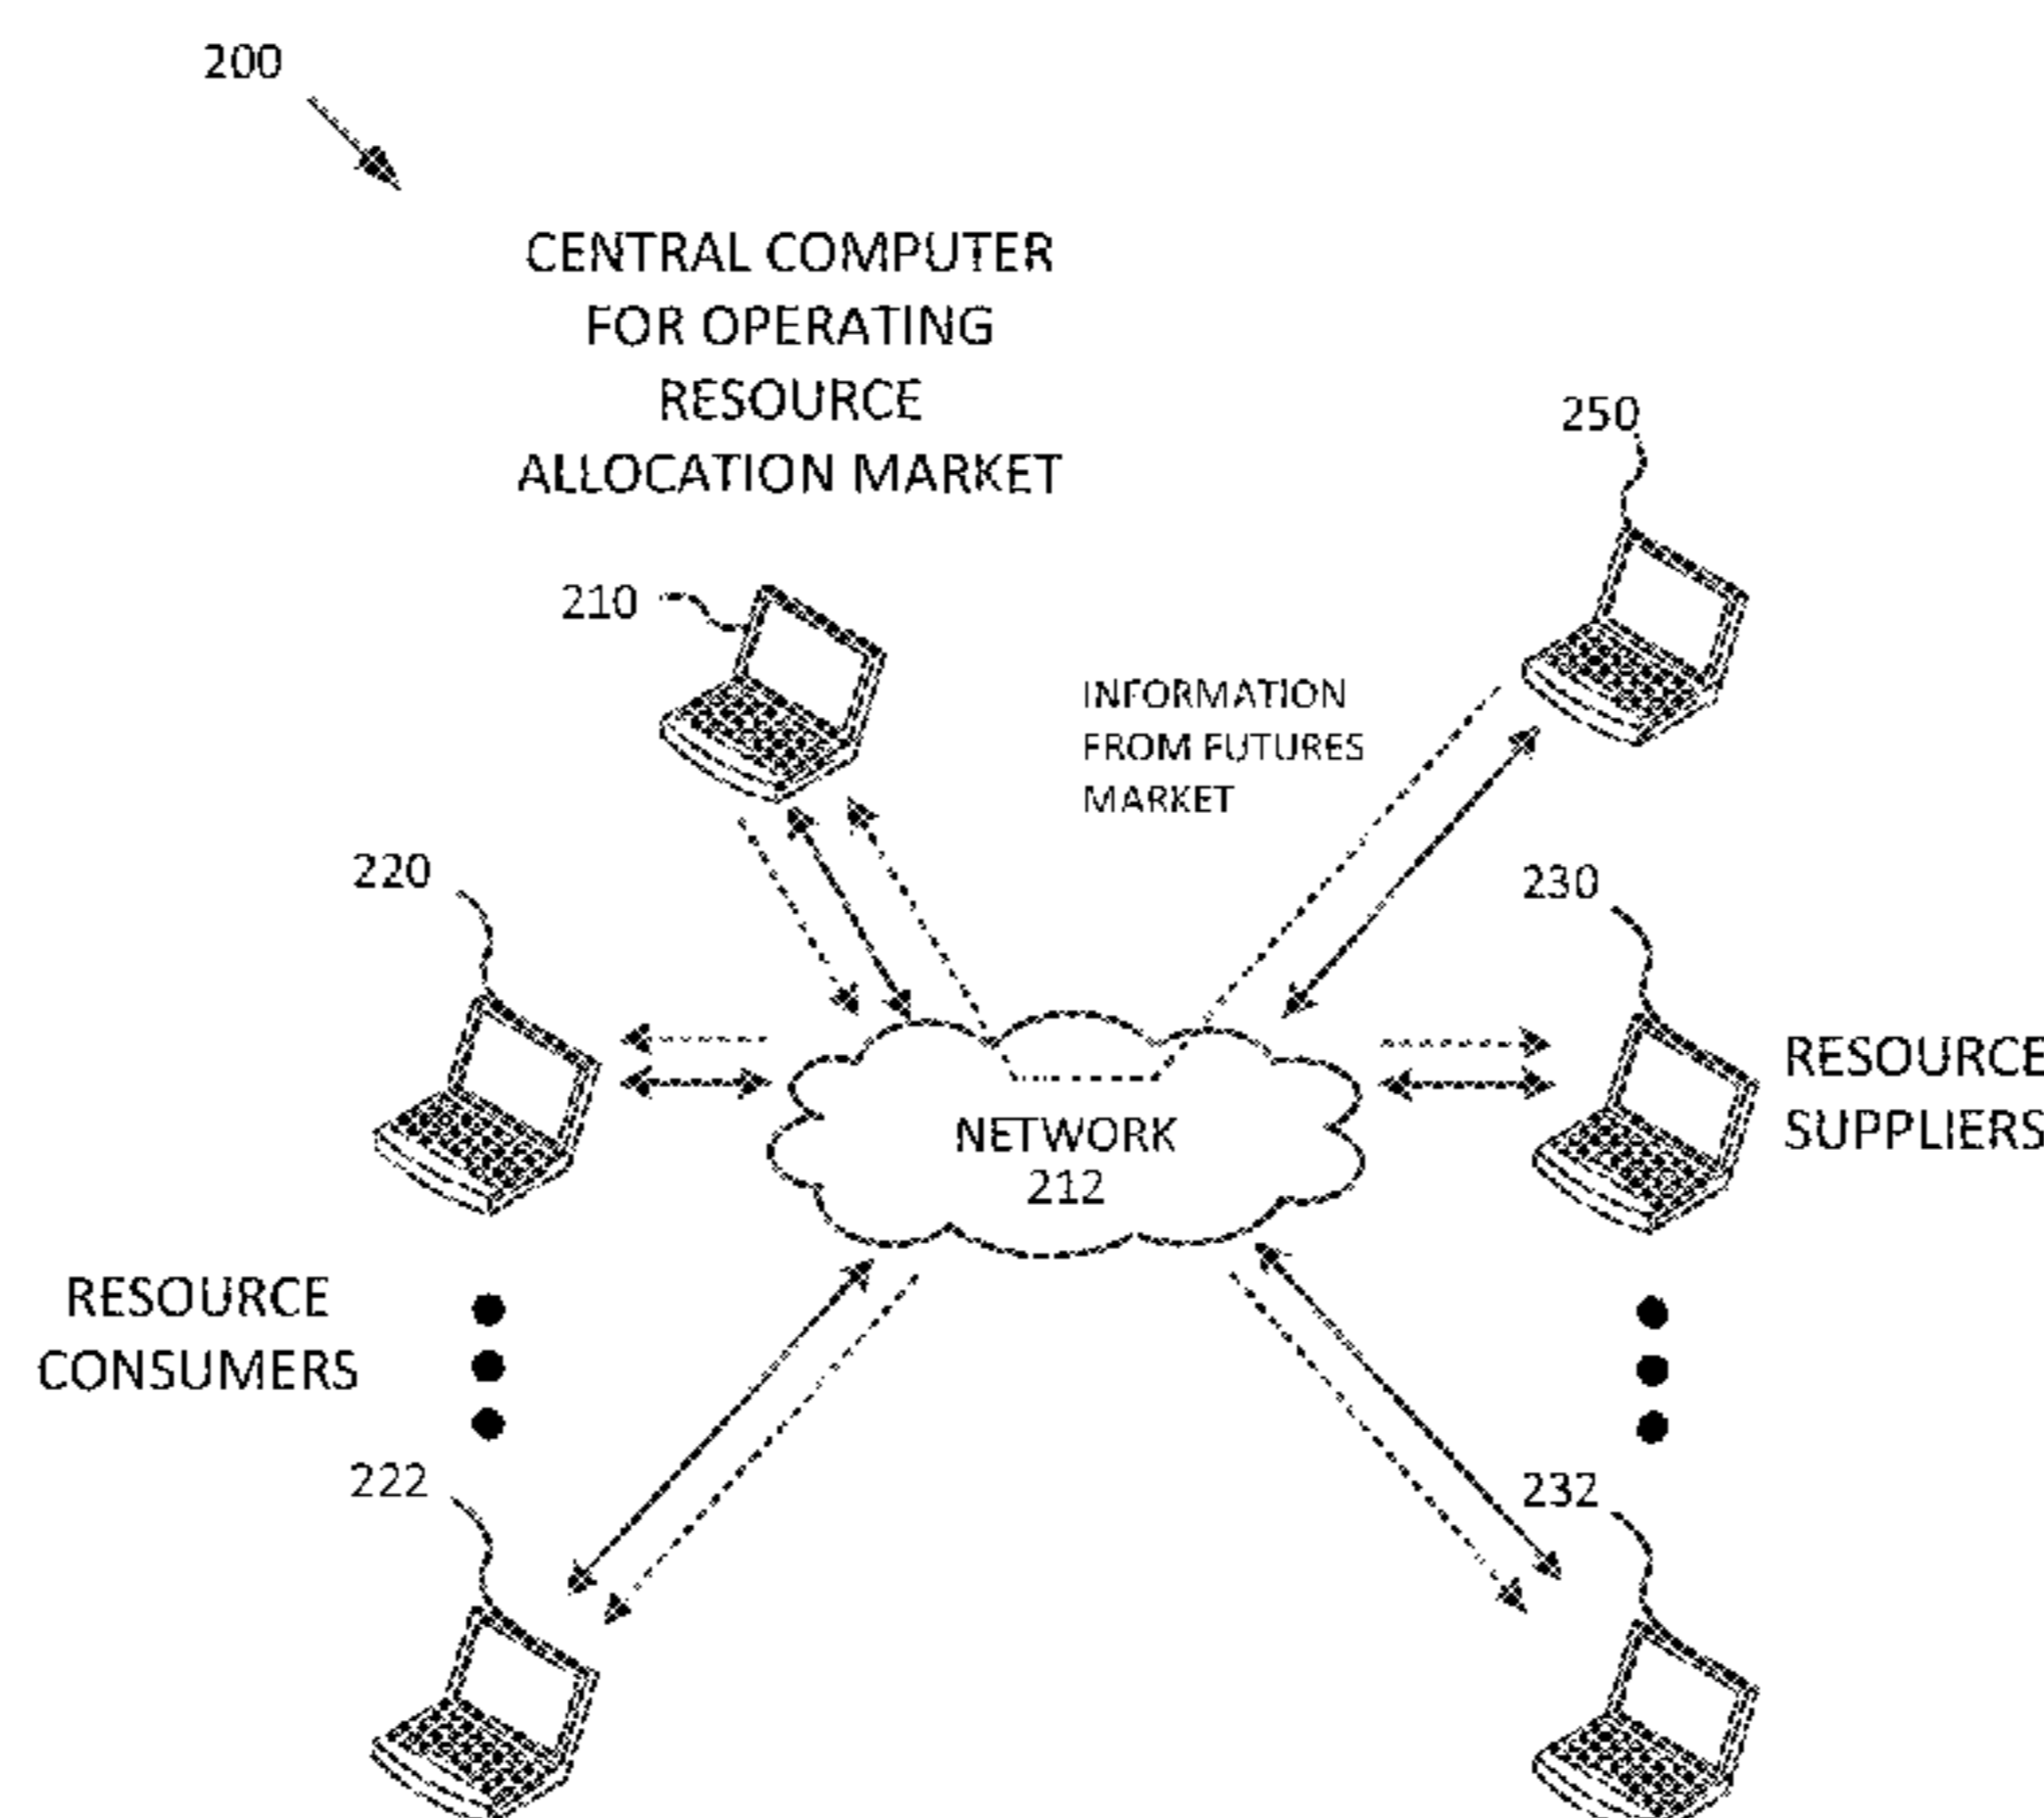 200
CENTRAL COMPUTER
FOR OPERATING
RESOURCE
ALLOCATION MARKET
250
210
INFORMATION
FROM FUTURES
MARKET
220
230
RESOURCE
SUPPLIERS
NETWORK
212
RESOURCE
CONSUMERS
222
232